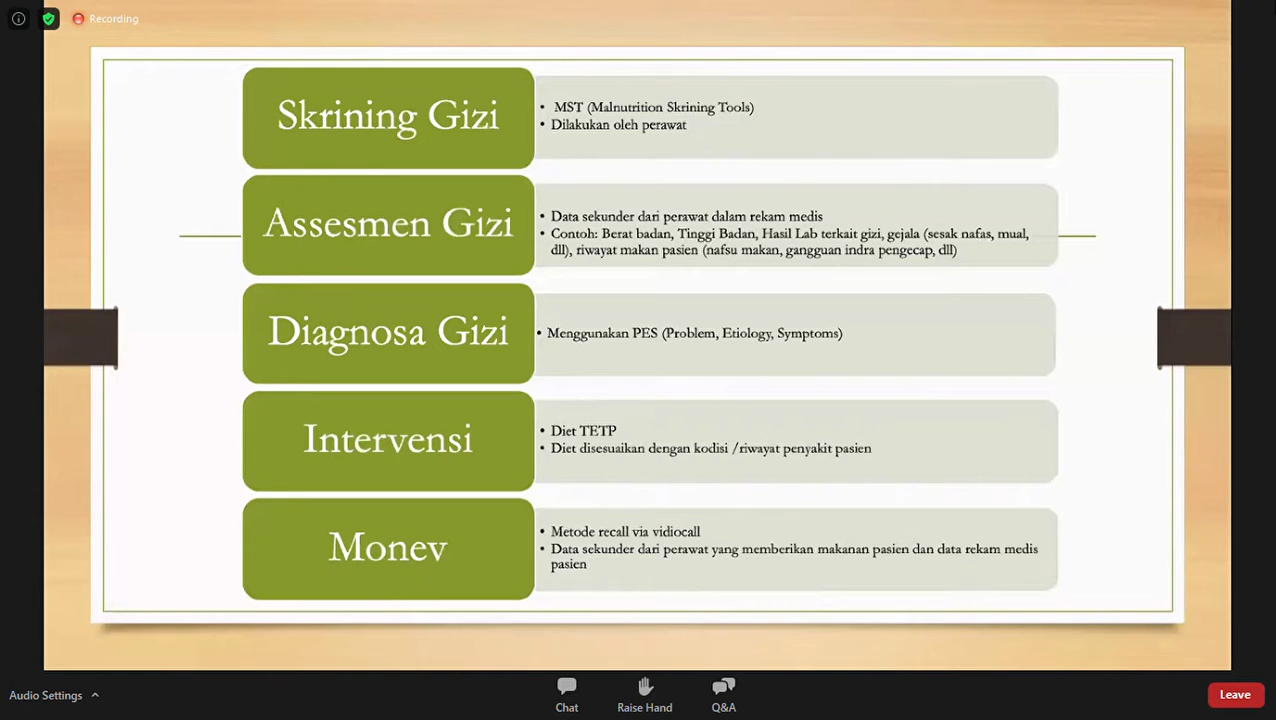 Recording
Skrining Gizi
• MST (Malnutrition Skrining Tools)
• Dilakukan oleh perawat
Assesmen Gizi
• Data sekunder dari perawat dalam rekam medis
• Contoh: Berat badan, Tinggi Badan, Hasil Lab terkait gizi, gejala (sesak nafas, mual,
dll), riwayat makan pasien (nafsu makan, gangguan indra pengecap, dll)
Diagnosa Gizi
• Menggunakan PES (Problem, Etiology, Symptoms)
Intervensi
• Diet TETP
• Diet disesuaikan dengan kodisi /riwayat penyakit pasien
Monev
• Metode recall via vidiocall
• Data sekunder dari perawat yang memberikan makanan pasien dan data rekam medis
pasien
Audio Settings
Chat
Raise Hand
Q&A
Leave